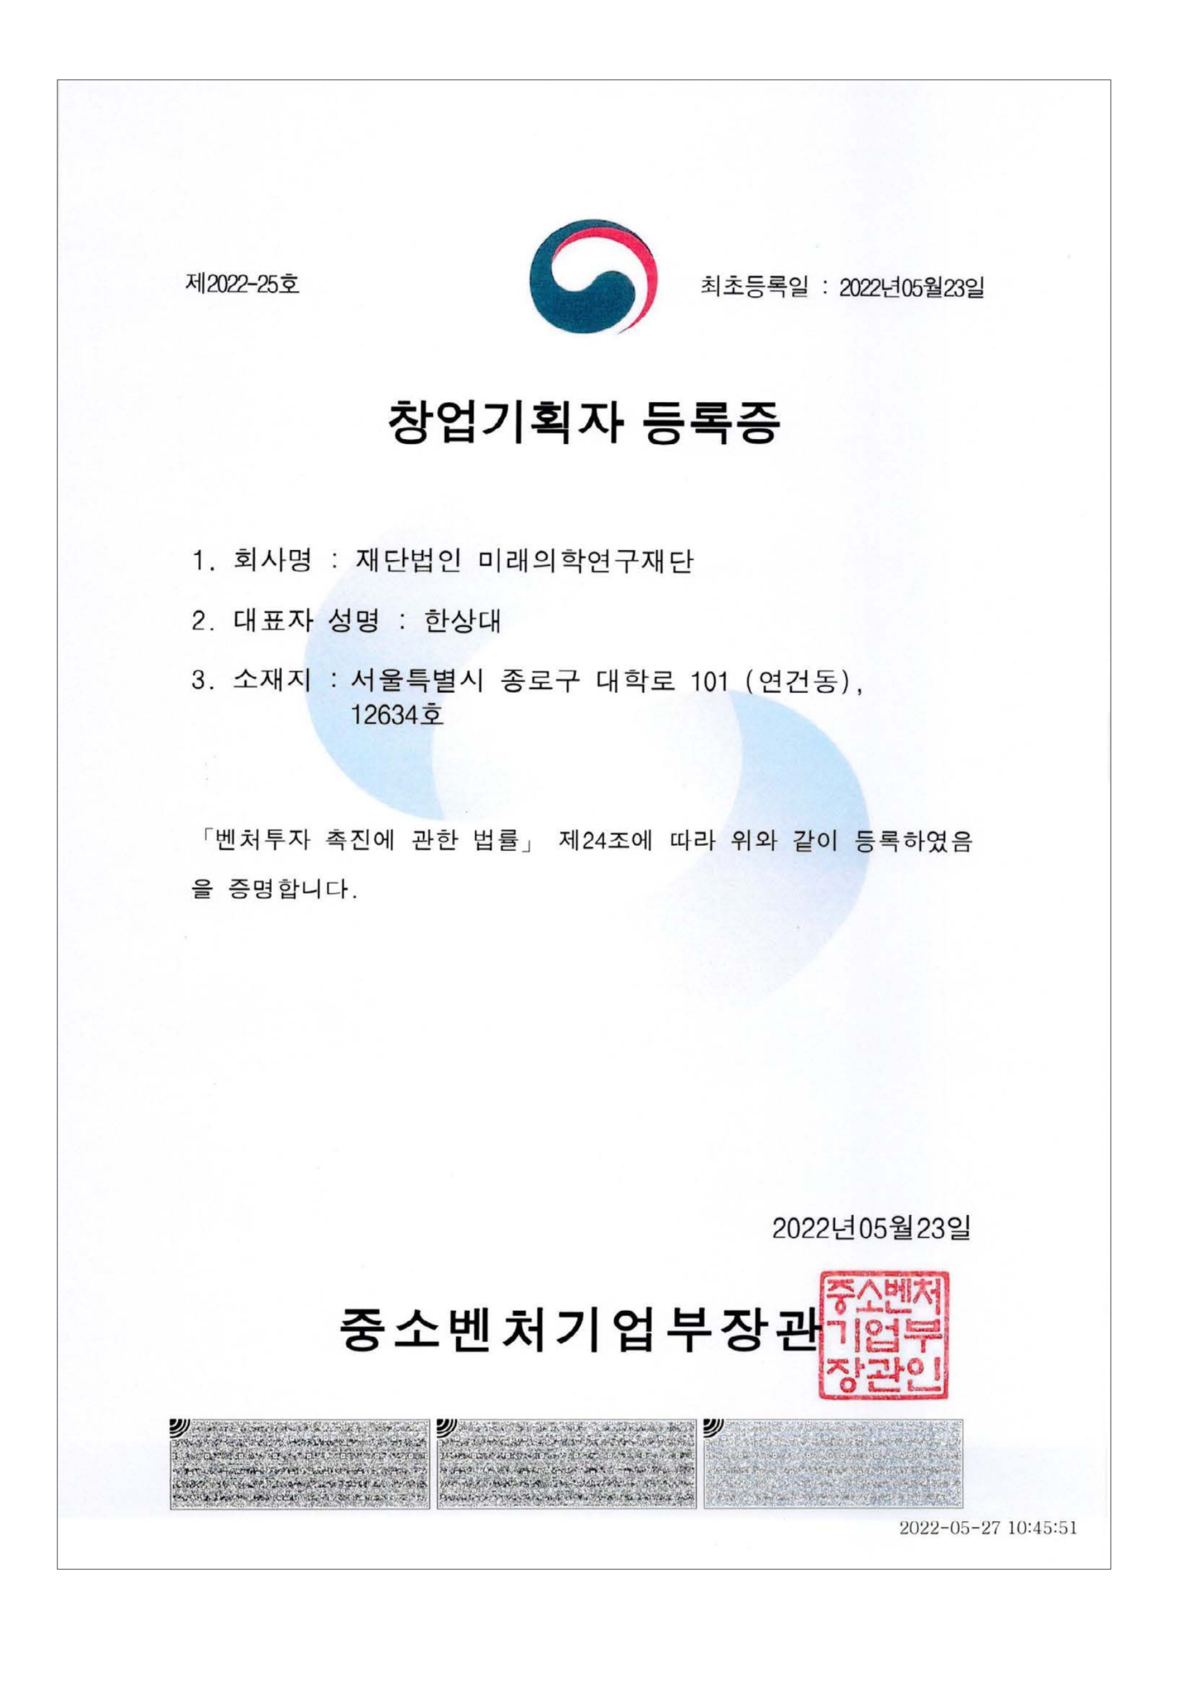 제2022-25호
최초등록일 : 2022년05월23일
창업기획자 등록증
1. 회사명 : 재단법인 미래의학연구재단
2. 대표자 성명 : 한상대
3. 소재지 : 서울특별시 종로구 대학로 101 (연건동),
12634호
「벤처투자 촉진에 관한 법률」 제24조에 따라 위와 같이 등록하였음
을 증명합니다.
2022년05월23일
중소벤처기업부장관
중소벤처
기업부
장관인
2022-05-27 10:45:51